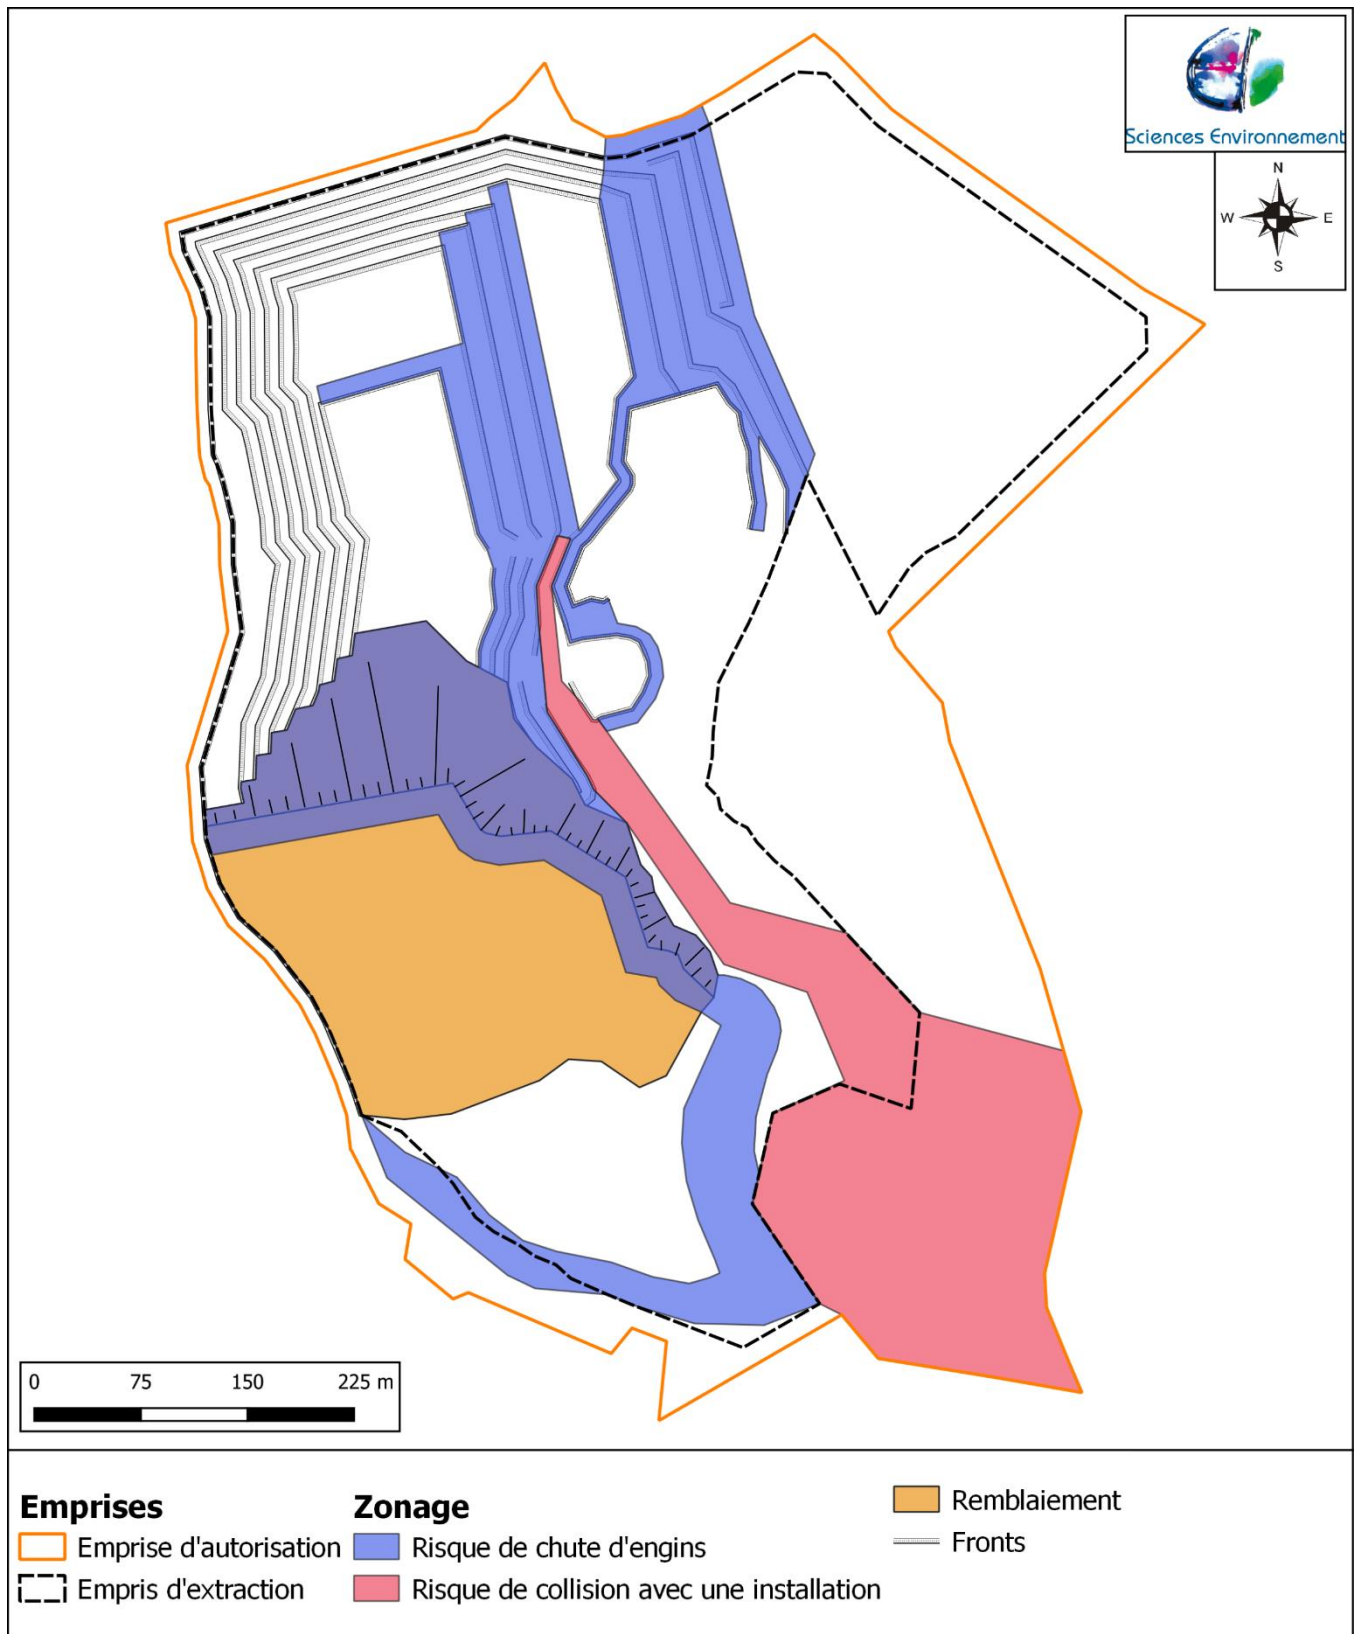 Sciences Environnement
N
W E
S
0 75 150 225 m
Emprises
Emprise d'autorisation
Empris d'extraction
Zonage
Risque de chute d'engins
Risque de collision avec une installation
Remblaiement
Fronts